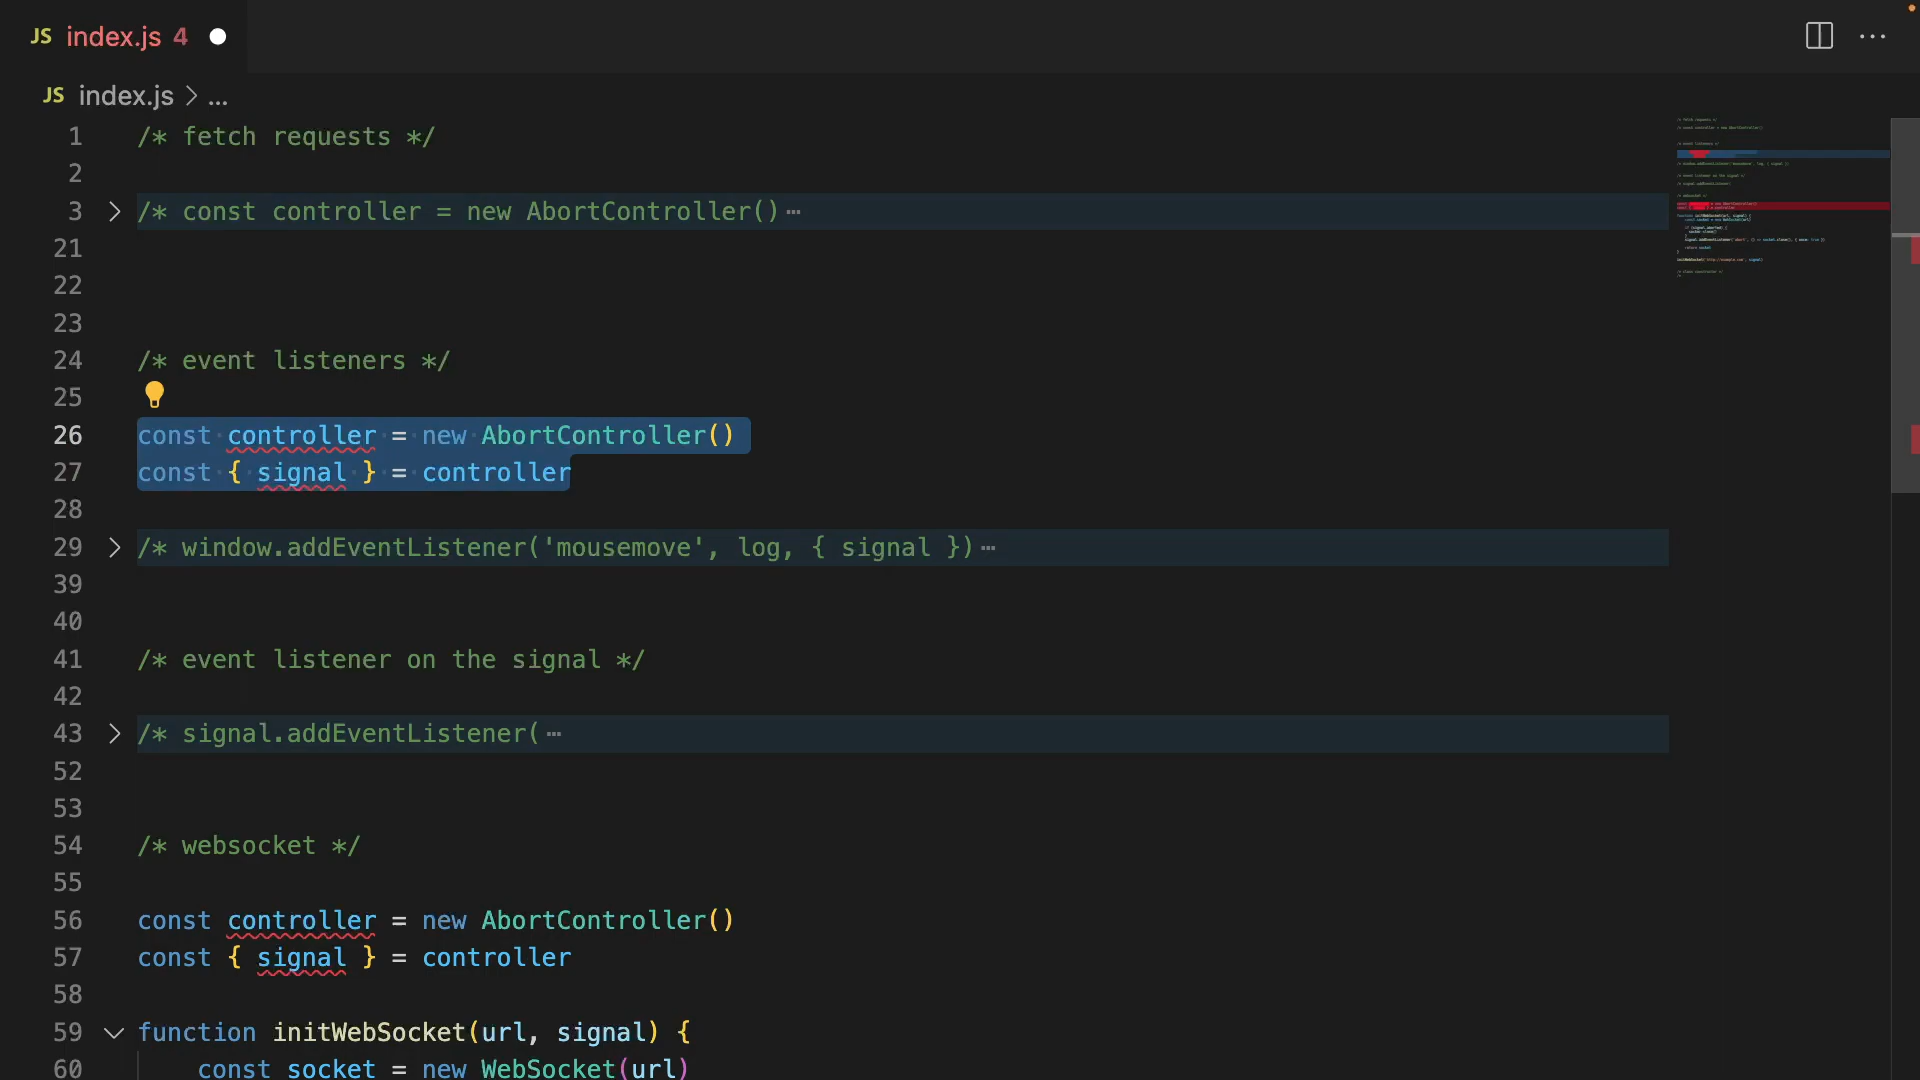 JS index.js 4
JS index.js > ...
1 /* fetch requests */
2
3 /* const controller = new AbortController() ⋯
21
22
23
24 /* event listeners */
25
26 const controller = new AbortController()
27 const { signal } = controller
28
29 /* window.addEventListener('mousemove', log, { signal }) ⋯
39
40
41 /* event listener on the signal */
42
43 /* signal.addEventListener( ⋯
52
53
54 /* websocket */
55
56 const controller = new AbortController()
57 const { signal } = controller
58
59 function initWebSocket(url, signal) {
60 const socket = new WebSocket(url)